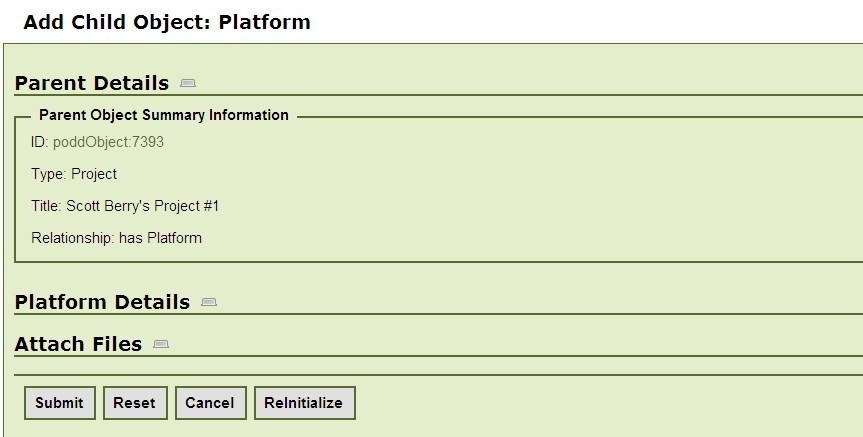 Add Child Object: Platform
Parent Details
Parent Object Summary Information
ID: poddObject:7393
Type: Project
Title: Scott Berry's Project #1
Relationship: has Platform
Platform Details
Attach Files
Submit Reset Cancel ReInitialize